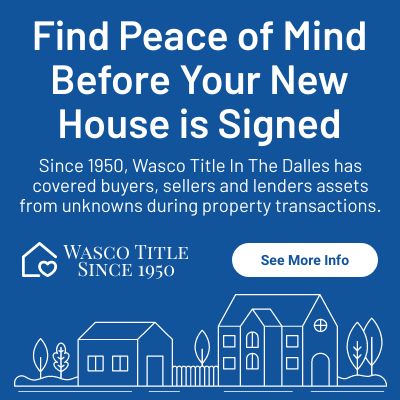 Find Peace of Mind
Before Your New
House is Signed
Since 1950, Wasco Title In The Dalles has
covered buyers, sellers and lenders assets
from unknowns during property transactions.
Wasco Title
Since 1950
See More Info